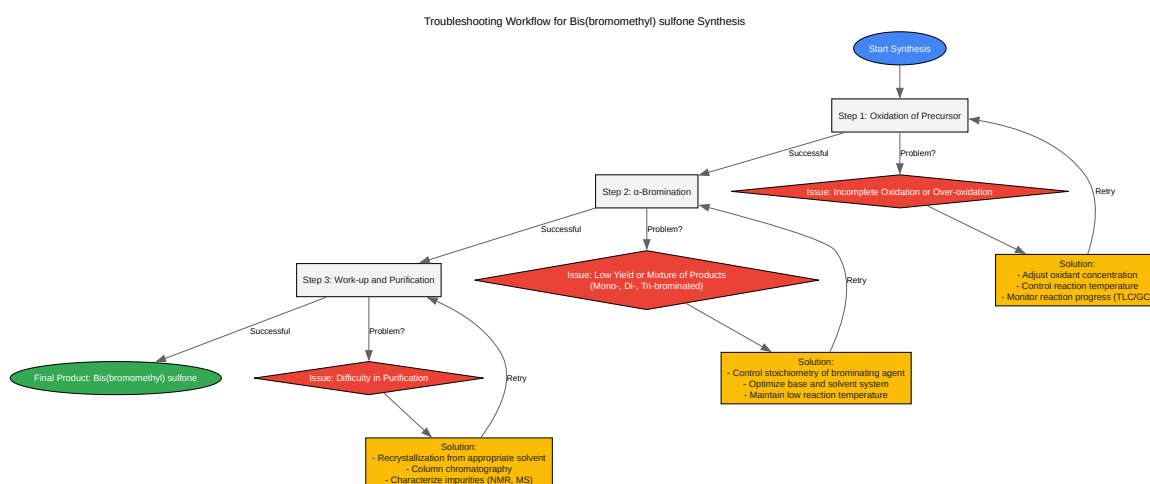 Troubleshooting Workflow for Bis(bromomethyl) sulfone Synthesis
Start Synthesis
Step 1: Oxidation of Precursor
Successful
Problem?
Issue: Incomplete Oxidation or Over-oxidation
Retry
Solution:
- Adjust oxidant concentration
- Control reaction temperature
- Monitor reaction progress (TLC/GC
Step 2: α-Bromination
Successful
Problem?
Issue: Low Yield or Mixture of Products
(Mono-, Di-, Tri-brominated)
Retry
Solution:
- Control stoichiometry of brominating agent
- Optimize base and solvent system
- Maintain low reaction temperature
Step 3: Work-up and Purification
Successful
Problem?
Final Product: Bis(bromomethyl) sulfone
Issue: Difficulty in Purification
Retry
Solution:
- Recrystallization from appropriate solvent
- Column chromatography
- Characterize impurities (NMR, MS)